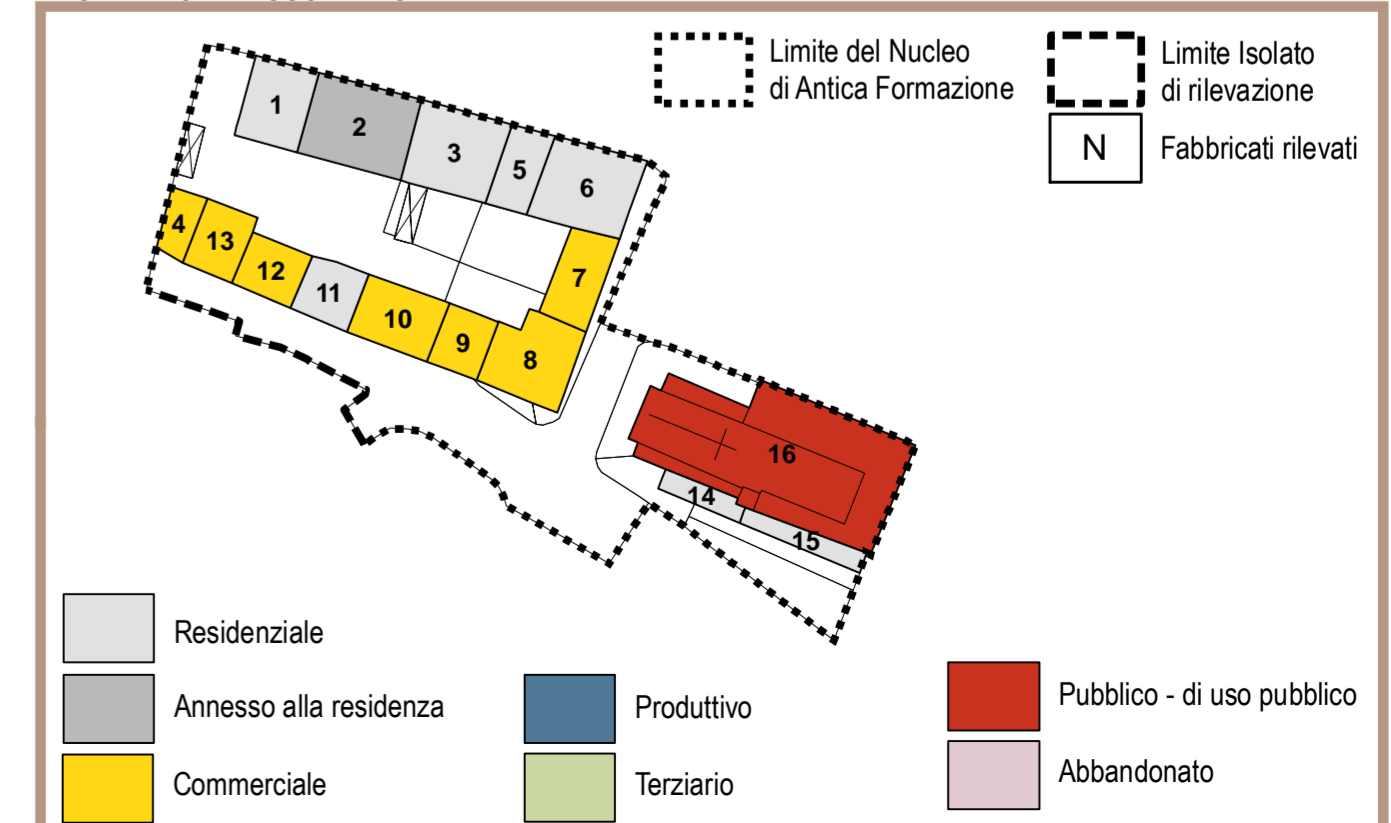 Limite del Nucleo
di Antica Formazione
Limite Isolato
di rilevazione
N
Fabbricati rilevati
1
2
3
5
6
4
13
12
11
10
9
8
7
16
14
15
Residenziale
Annesso alla residenza
Commerciale
Produttivo
Terziario
Pubblico - di uso pubblico
Abbandonato